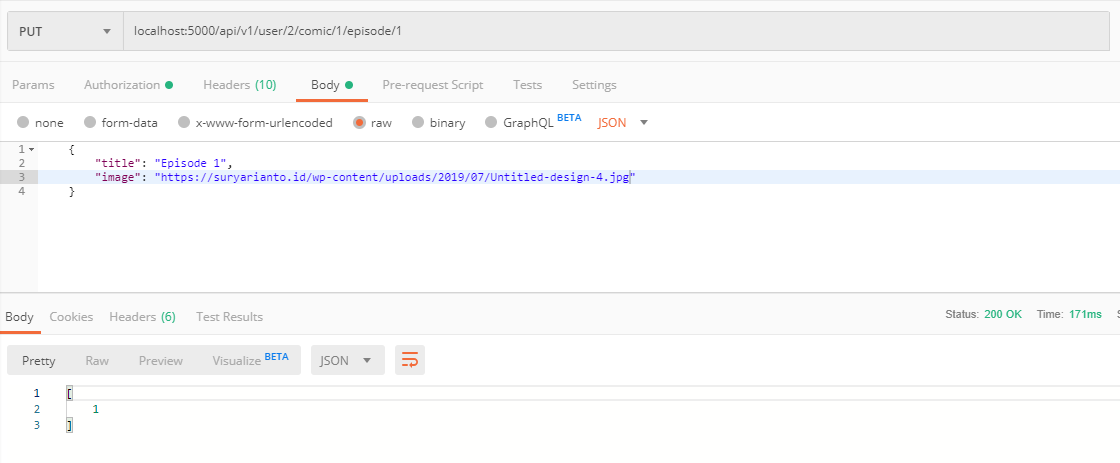 PUT localhost:5000/api/v1/user/2/comic/1/episode/1
Params Authorization Headers (10) Body Pre-request Script Tests Settings
none form-data x-www-form-urlencoded raw binary GraphQL BETA JSON
1 {
2 "title": "Episode 1",
3 "image": "https://suryarianto.id/wp-content/uploads/2019/07/Untitled-design-4.jpg"
4 }
Body Cookies Headers (6) Test Results Status: 200 OK Time: 171ms S
Pretty Raw Preview Visualize BETA JSON
1 [
2 1
3 ]